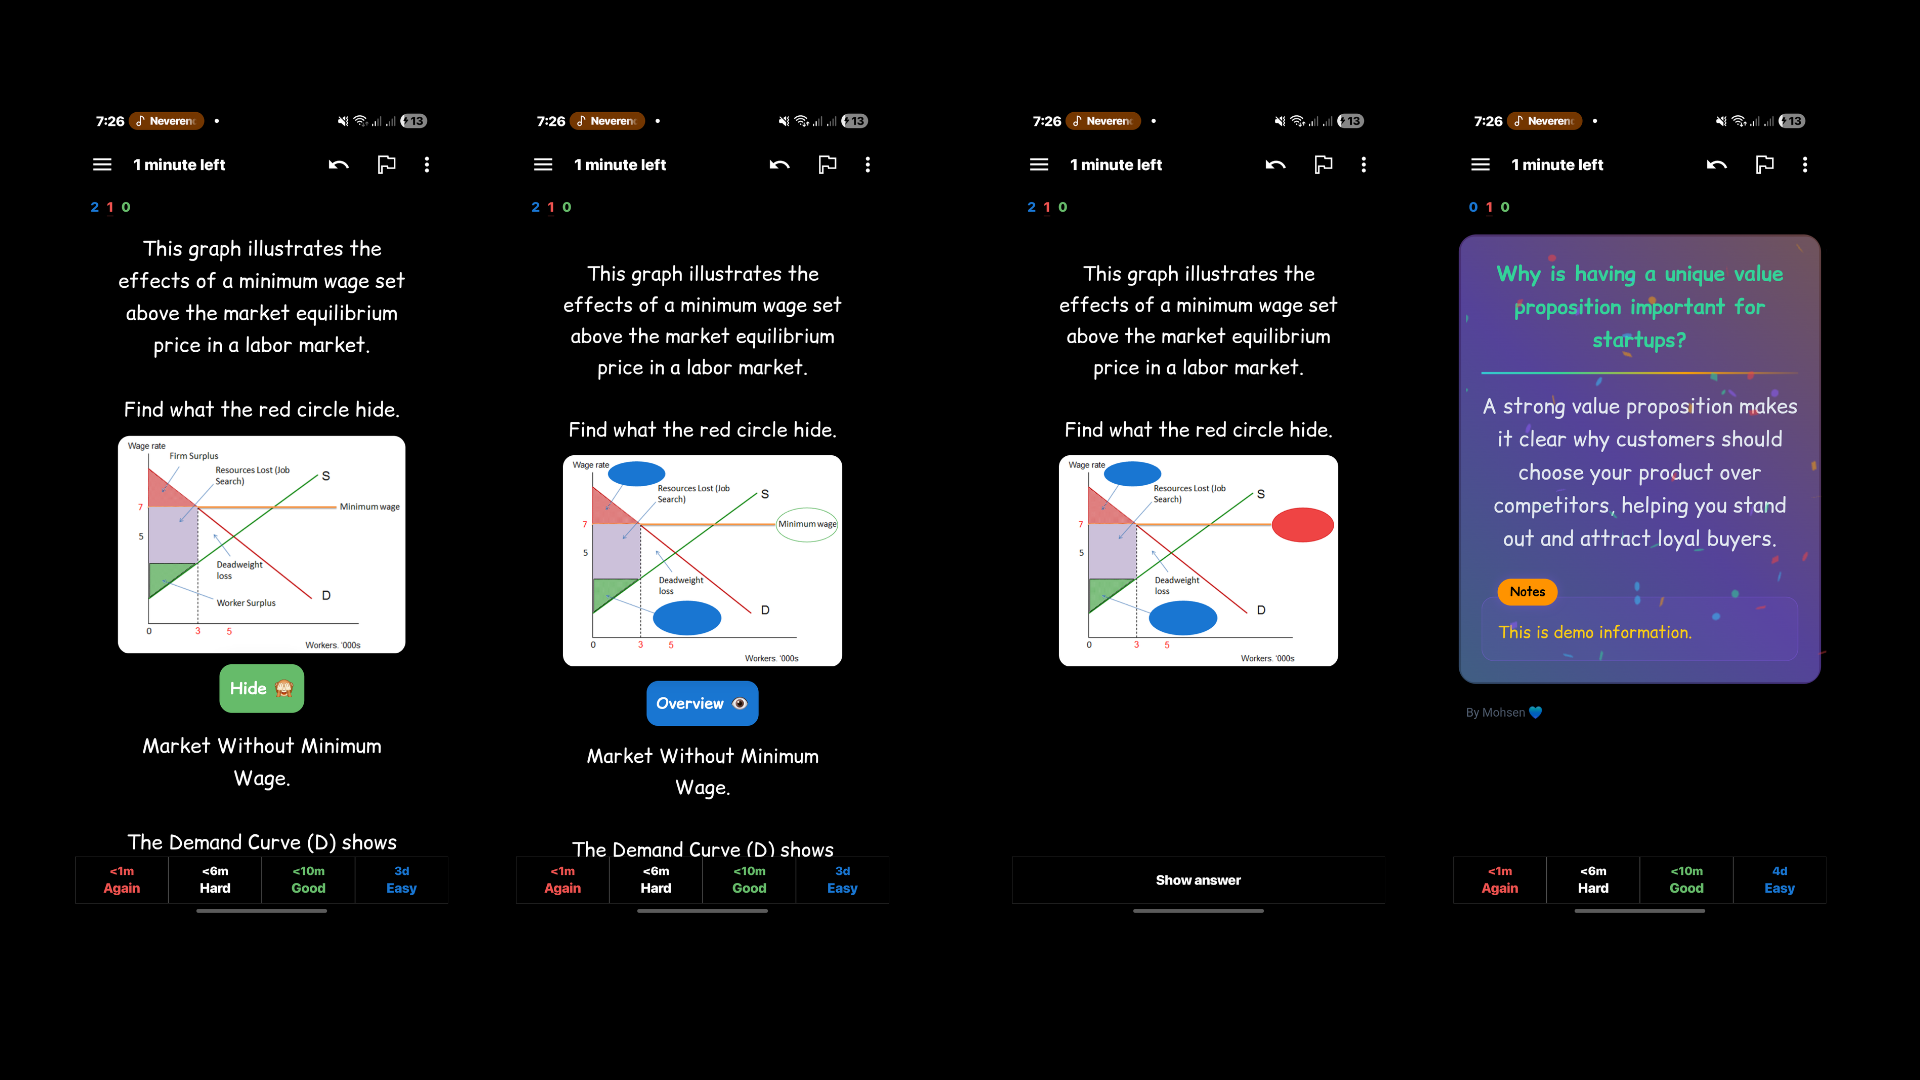 7:26 Neveren
13
1 minute left
2 1 0
This graph illustrates the
effects of a minimum wage set
above the market equilibrium
price in a labor market.
Find what the red circle hide.
Wage rate
Firm Surplus
Resources Lost (Job
Search)
S
7
Minimum wage
5
Deadweight
loss
D
Worker Surplus
0
3
5
Workers. '000s
Hide
Market Without Minimum
Wage.
The Demand Curve (D) shows
<1m
Again
<6m
Hard
<10m
Good
3d
Easy
7:26 Neveren
13
1 minute left
2 1 0
This graph illustrates the
effects of a minimum wage set
above the market equilibrium
price in a labor market.
Find what the red circle hide.
Wage rate
Resources Lost (Job
Search)
S
7
Minimum wage
5
Deadweight
loss
D
0
3
5
Workers. '000s
Overview
Market Without Minimum
Wage.
The Demand Curve (D) shows
<1m
Again
<6m
Hard
<10m
Good
3d
Easy
7:26 Neveren
13
1 minute left
2 1 0
This graph illustrates the
effects of a minimum wage set
above the market equilibrium
price in a labor market.
Find what the red circle hide.
Wage rate
Resources Lost (Job
Search)
S
7
5
Deadweight
loss
D
0
3
5
Workers. '000s
Show answer
7:26 Neveren
13
1 minute left
0 1 0
Why is having a unique value
proposition important for
startups?
A strong value proposition makes
it clear why customers should
choose your product over
competitors, helping you stand
out and attract loyal buyers.
Notes
This is demo information.
By Mohsen
<1m
Again
<6m
Hard
<10m
Good
4d
Easy